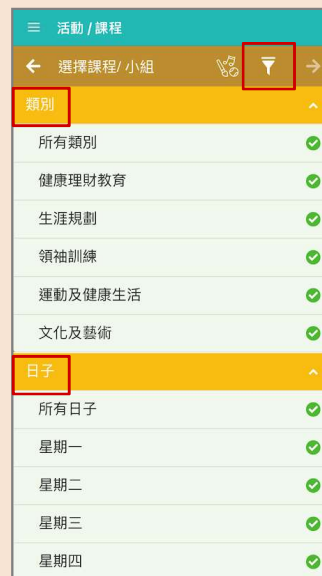 活動 / 課程
選擇課程/ 小組
類別
所有類別
健康理財教育
生涯規劃
領袖訓練
運動及健康生活
文化及藝術
日子
所有日子
星期一
星期二
星期三
星期四